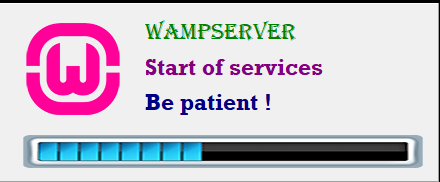 WAMPSERVER
Start of services
Be patient !